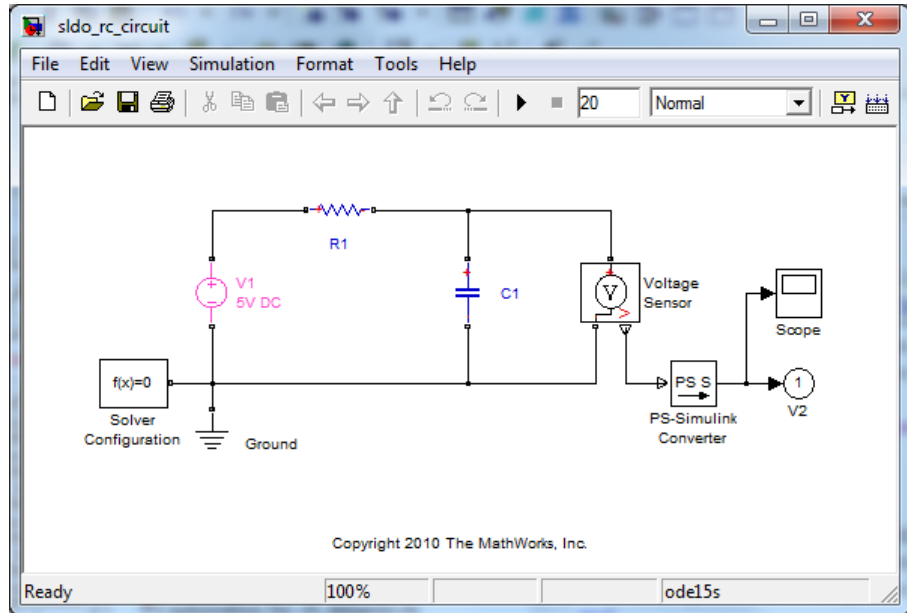 sldo_rc_circuit
File Edit View Simulation Format Tools Help
20 Normal
R1
V1
5V DC
C1
V
Voltage
Sensor
Scope
f(x)=0
Solver
Configuration
Ground
PS S
PS-Simulink
Converter
1
V2
Copyright 2010 The MathWorks, Inc.
Ready 100% ode15s